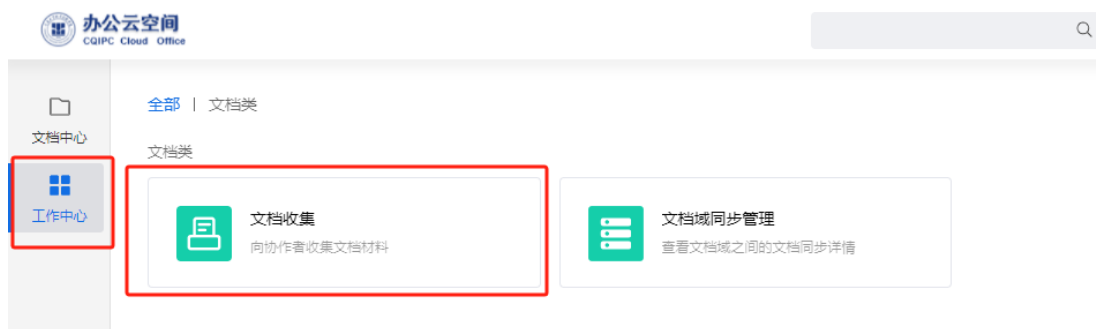 办公云空间
CQIPC Cloud Office
文档中心
工作中心
全部 | 文档类
文档类
文档收集
向协作者收集文档材料
文档域同步管理
查看文档域之间的文档同步详情